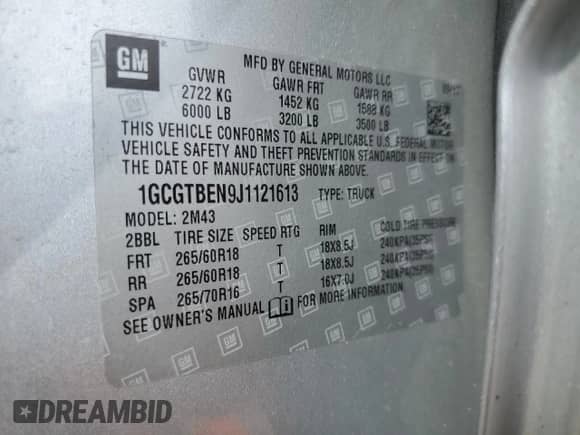 GM
MFD BY GENERAL MOTORS LLC
GVWR GAWR FRT GAWR RR
2722 KG 1452 KG 1588 KG
6000 LB 3200 LB 3500 LB
THIS VEHICLE CONFORMS TO ALL APPLICABLE U.S. FEDERAL MOTOR
VEHICLE SAFETY AND THEFT PREVENTION STANDARDS IN EFFECT ON
THE DATE OF MANUFACTURE SHOWN ABOVE.
1GCGTBEN9J1121613 TYPE: TRUCK
MODEL: 2M43
2BBL TIRE SIZE SPEED RTG RIM COLD TIRE PRESSURE
FRT 265/60R18 T 18X8.5J 240KPA(35PSI)
RR 265/60R18 T 18X8.5J 240KPA(35PSI)
SPA 265/70R16 T 16X7.0J 240KPA(35PSI)
SEE OWNER'S MANUAL FOR MORE INFORMATION
DREAMBID